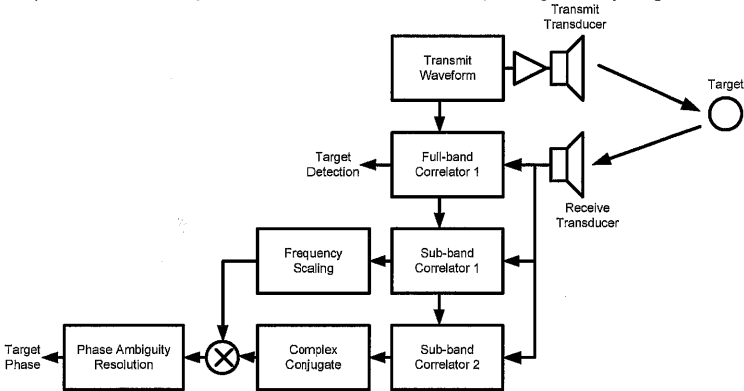 Transmit
Transducer
Transmit
Waveform
Target
Target
Detection
Full-band
Correlator 1
Receive
Transducer
Frequency
Scaling
Sub-band
Correlator 1
Target
Phase
Phase Ambiguity
Resolution
Complex
Conjugate
Sub-band
Correlator 2